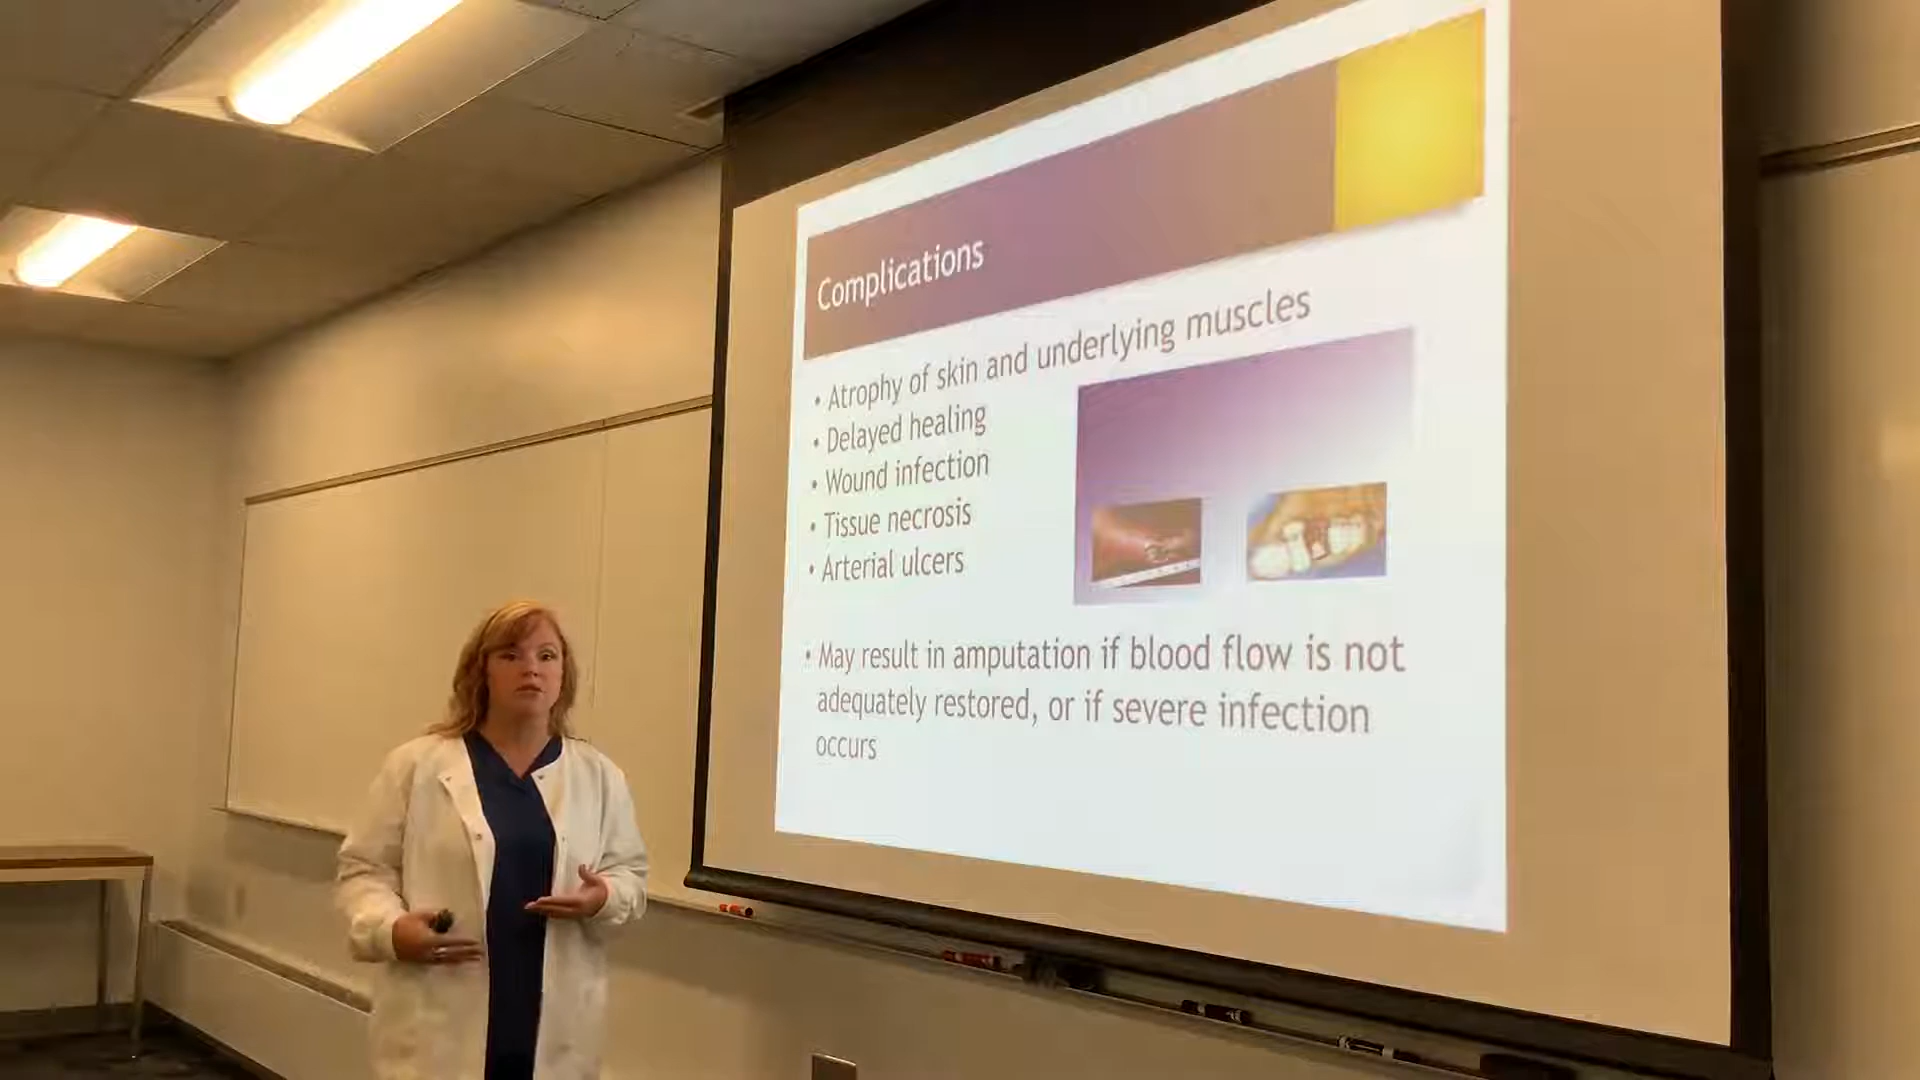 Complications
• Atrophy of skin and underlying muscles
• Delayed healing
• Wound infection
• Tissue necrosis
• Arterial ulcers
• May result in amputation if blood flow is not
adequately restored, or if severe infection
occurs